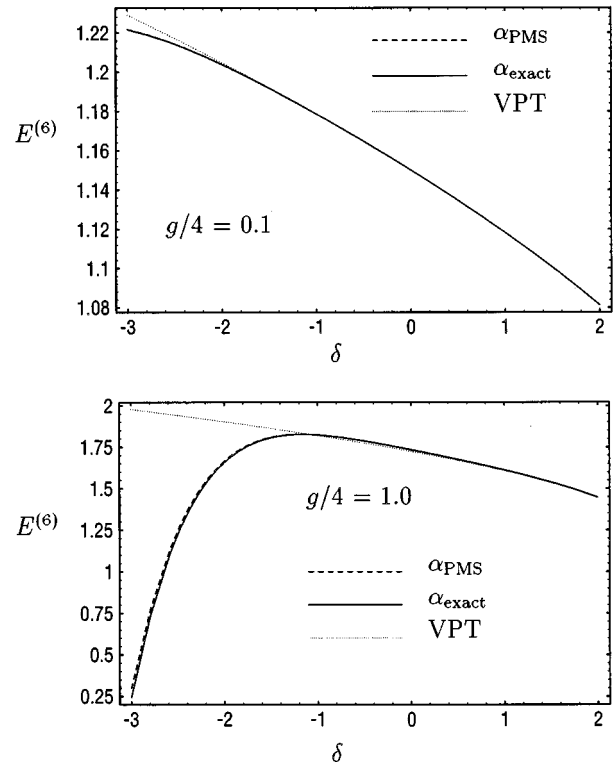 1.22
α_PMS
1.2
α_exact
VPT
1.18
E^(6)
1.16
1.14
g/4 = 0.1
1.12
1.1
1.08
-3 -2 -1 0 1 2
δ
2
1.75
g/4 = 1.0
1.5
1.25
E^(6)
1
α_PMS
0.75
α_exact
VPT
0.5
0.25
-3 -2 -1 0 1 2
δ